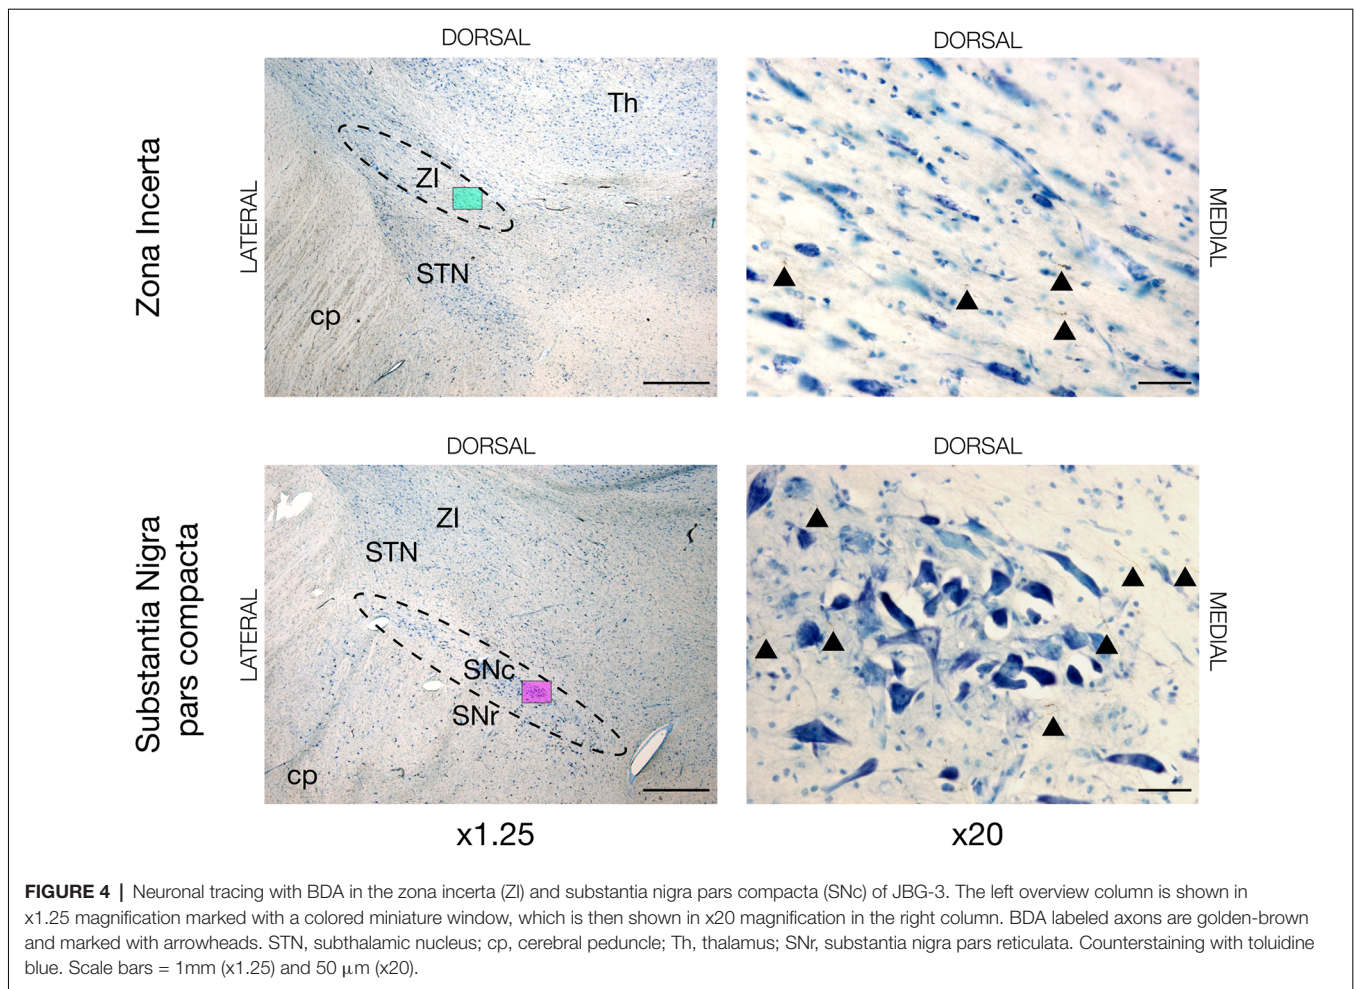 DORSAL
DORSAL
Zona Incerta
LATERAL
Th
ZI
STN
cp
MEDIAL
DORSAL
DORSAL
Substantia Nigra
pars compacta
LATERAL
ZI
STN
SNc
SNr
cp
MEDIAL
x1.25
x20
FIGURE 4 | Neuronal tracing with BDA in the zona incerta (ZI) and substantia nigra pars compacta (SNc) of JBG-3. The left overview column is shown in
x1.25 magnification marked with a colored miniature window, which is then shown in x20 magnification in the right column. BDA labeled axons are golden-brown
and marked with arrowheads. STN, subthalamic nucleus; cp, cerebral peduncle; Th, thalamus; SNr, substantia nigra pars reticulata. Counterstaining with toluidine
blue. Scale bars = 1mm (x1.25) and 50 μm (x20).